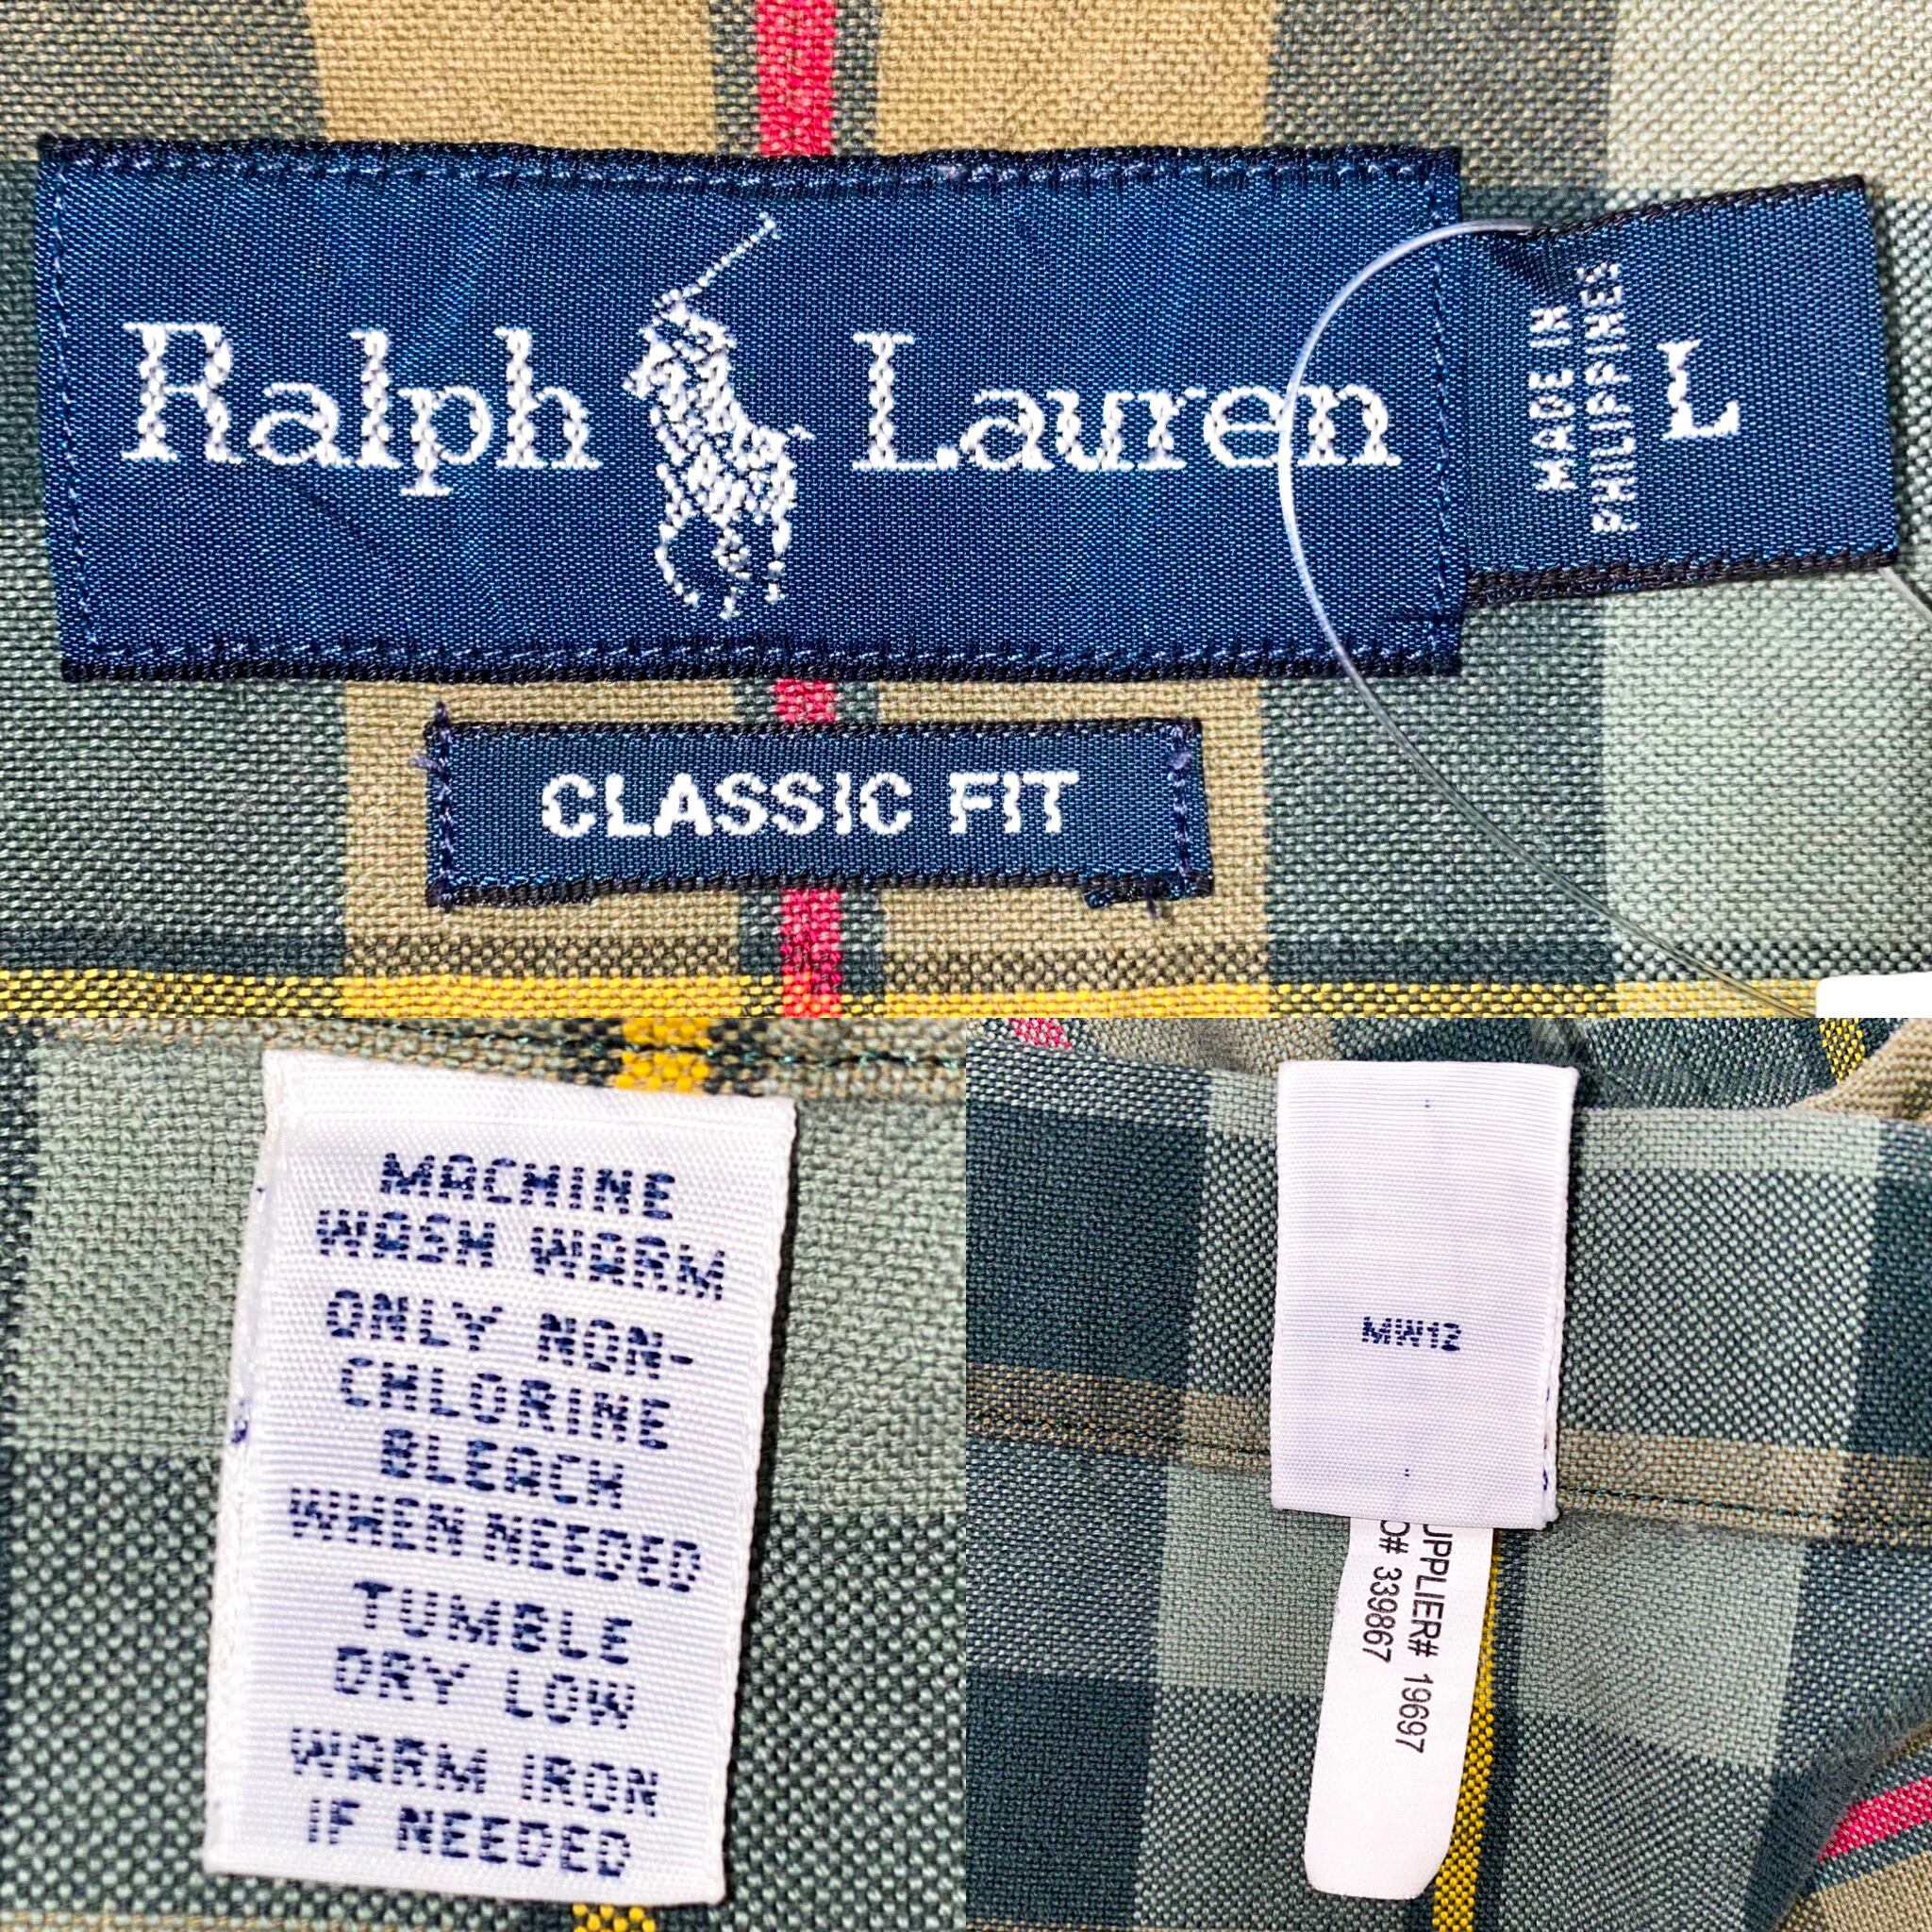 Ralph Lauren
MADE IN
PHILIPPINES
L
CLASSIC FIT
MACHINE
WASH WARM
ONLY NON-
CHLORINE
BLEACH
WHEN NEEDED
TUMBLE
DRY LOW
WARM IRON
IF NEEDED
UPPLIER# 19697
O# 339867